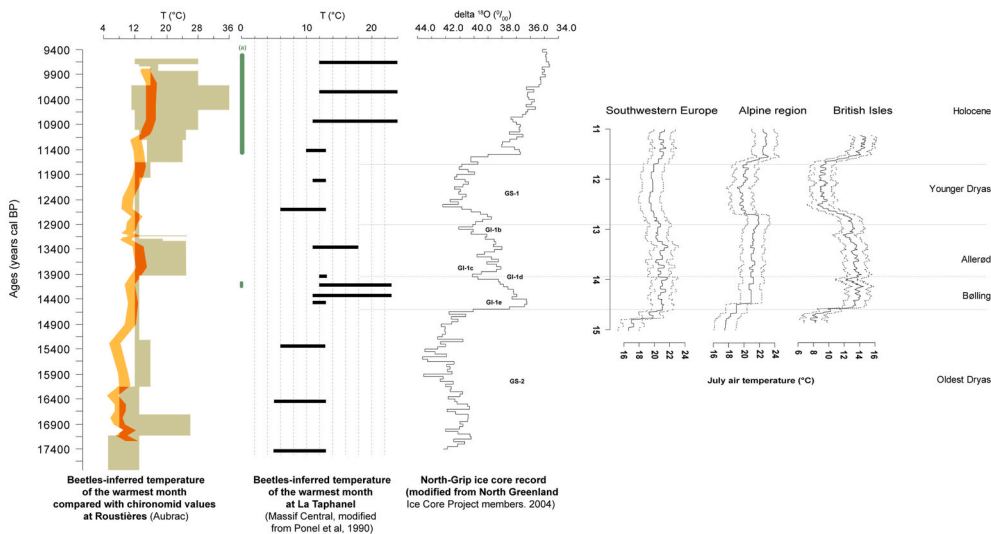 T (°C)
4 12 20 28 36
T (°C)
0 10 20
delta 18O (0/00)
44.0 42.0 40.0 38.0 36.0 34.0
(a)
9400
9900
10400
10900
11400
11900
12400
12900
13400
13900
14400
14900
15400
15900
16400
16900
17400
Ages (years cal BP)
GS-1
GI-1b
GI-1c
GI-1d
GI-1e
GS-2
Southwestern Europe
Alpine region
British Isles
11
12
13
14
15
16 18 20 22 24
16 18 20 22 24
6 8 10 12 14 16
July air temperature (°C)
Holocene
Younger Dryas
Allerød
Bølling
Oldest Dryas
Beetles-inferred temperature
of the warmest month
compared with chironomid values
at Roustières (Aubrac)
Beetles-inferred temperature
of the warmest month
at La Taphanel
(Massif Central, modified
from Ponel et al, 1990)
North-Grip ice core record
(modified from North Greenland
Ice Core Project members. 2004)